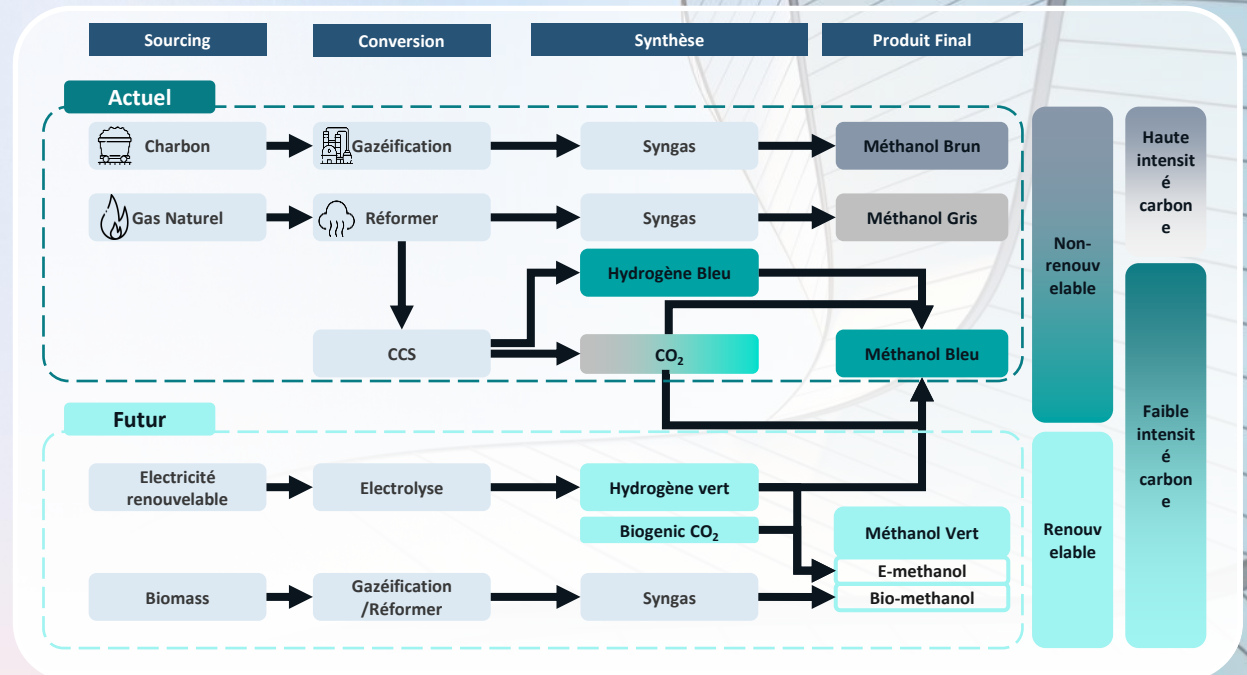 Sourcing
Conversion
Synthèse
Produit Final
Actuel
Charbon
Gazéification
Syngas
Méthanol Brun
Gas Naturel
Réformer
Syngas
Méthanol Gris
Hydrogène Bleu
CCS
CO₂
Méthanol Bleu
Futur
Electricité
renouvelable
Electrolyse
Hydrogène vert
Biogenic CO₂
Méthanol Vert
E-methanol
Biomass
Gazéification
/Réformer
Syngas
Bio-methanol
Non-
renouv
elable
Renouv
elable
Haute
intensit
é
carbon
e
Faible
intensit
é
carbon
e